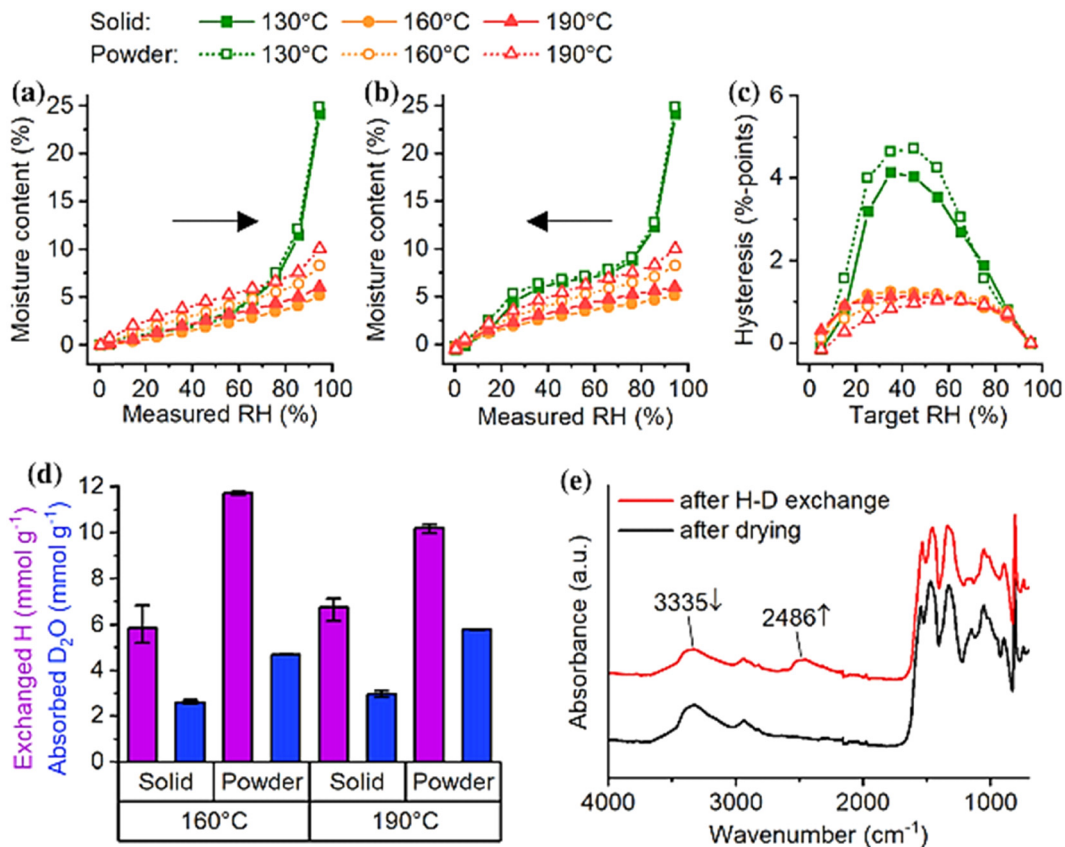 Solid: 130°C 160°C 190°C
Powder: 130°C 160°C 190°C
(a)
Moisture content (%)
25
20
15
10
5
0
0 20 40 60 80 100
Measured RH (%)
(b)
Moisture content (%)
25
20
15
10
5
0
0 20 40 60 80 100
Measured RH (%)
(c)
Hysteresis (%-points)
6
4
2
0
0 20 40 60 80 100
Target RH (%)
(d)
Exchanged H (mmol g⁻¹)
Absorbed D₂O (mmol g⁻¹)
12
10
8
6
4
2
0
Solid Powder Solid Powder
160°C 190°C
(e)
Absorbance (a.u.)
after H-D exchange
after drying
3335↓ 2486↑
4000 3000 2000 1000
Wavenumber (cm⁻¹)